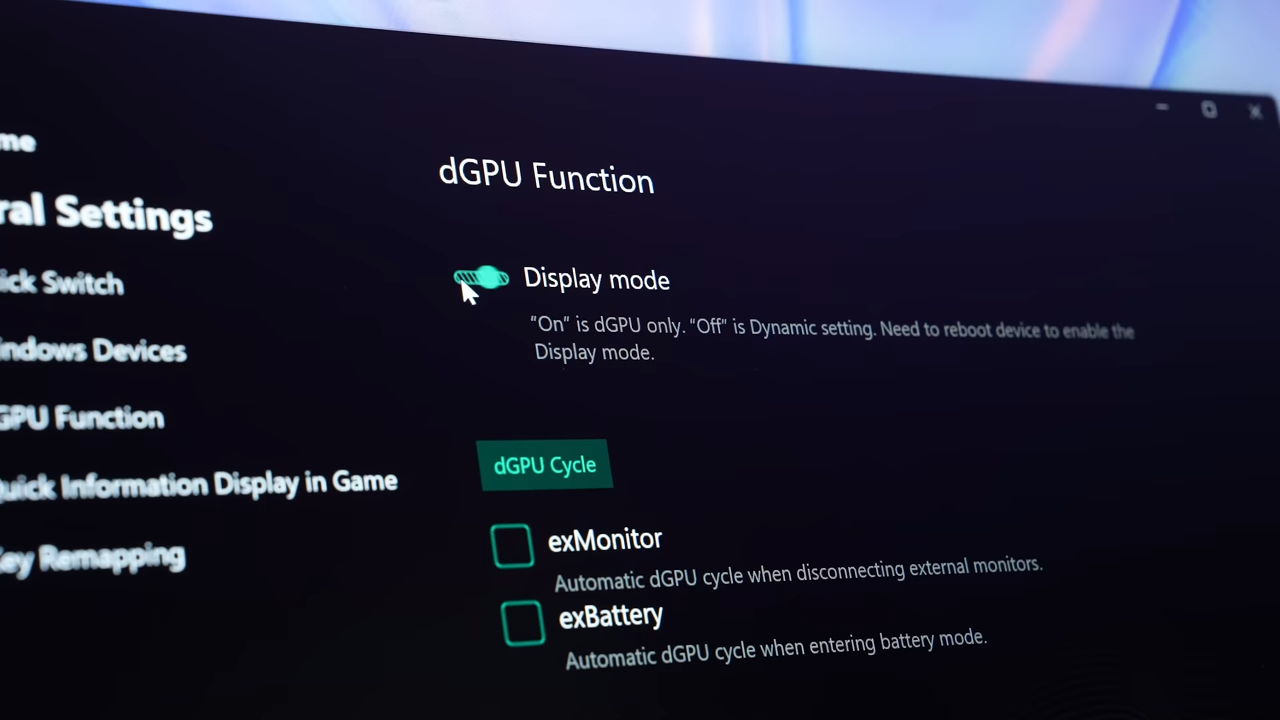 me
ral Settings
ick Switch
indows Devices
GPU Function
uick Information Display in Game
Key Remapping
dGPU Function
Display mode
"On" is dGPU only. "Off" is Dynamic setting. Need to reboot device to enable the
Display mode.
dGPU Cycle
exMonitor
Automatic dGPU cycle when disconnecting external monitors.
exBattery
Automatic dGPU cycle when entering battery mode.